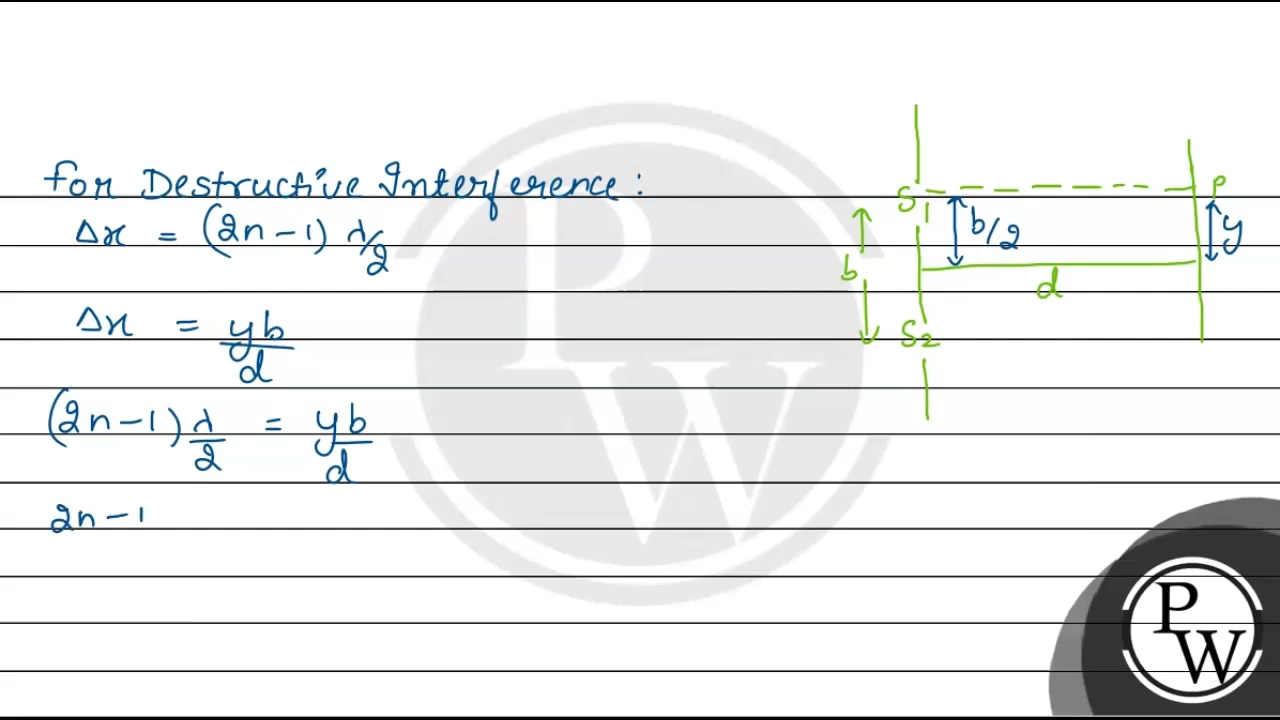 For Destructive Interference :
Δx = (2n-1) λ/2
Δx = yb/d
(2n-1) λ/2 = yb/d
2n-1
S1
P
b/2
y
b
d
S2
PW
PW